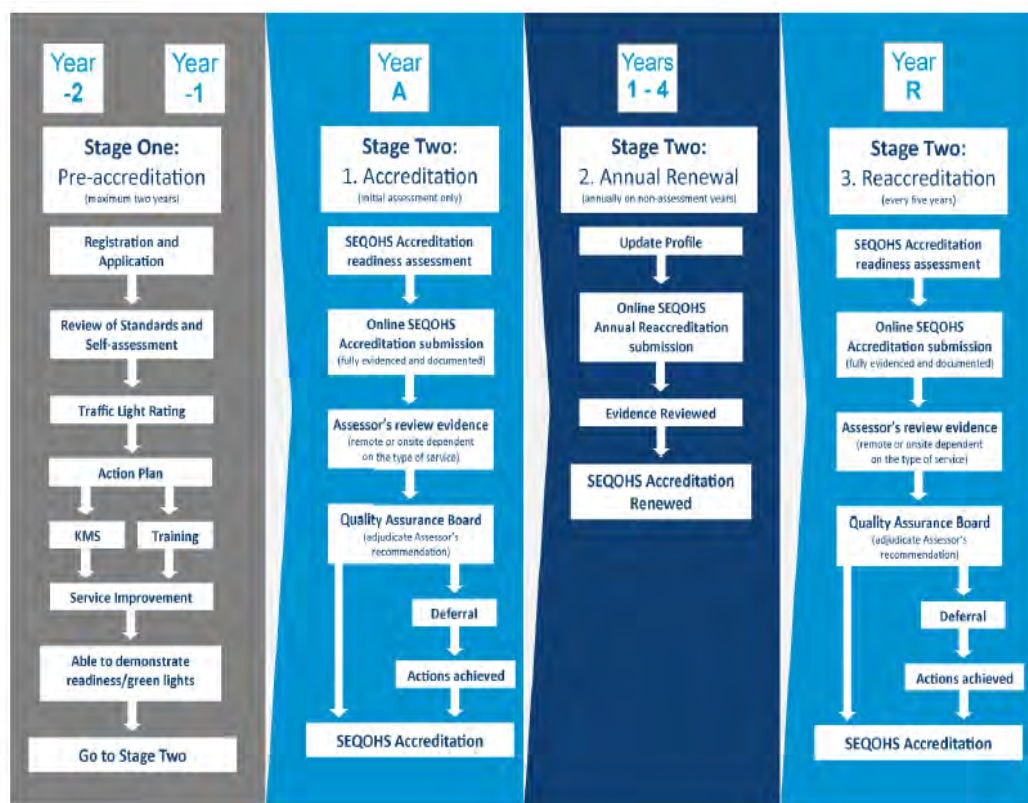 Year
-2
Year
-1
Stage One:
Pre-accreditation
(maximum two years)
Registration and
Application
Review of Standards and
Self-assessment
Traffic Light Rating
Action Plan
KMS
Training
Service Improvement
Able to demonstrate
readiness/green lights
Go to Stage Two
Year
A
Stage Two:
1. Accreditation
(initial assessment only)
SEQOHS Accreditation
readiness assessment
Online SEQOHS
Accreditation submission
(fully evidenced and documented)
Assessor's review evidence
(remote or onsite dependent
on the type of service)
Quality Assurance Board
(adjudicate Assessor's
recommendation)
Deferral
Actions achieved
SEQOHS Accreditation
Years
1 - 4
Stage Two:
2. Annual Renewal
(annually on non-assessment years)
Update Profile
Online SEQOHS
Annual Reaccreditation
submission
Evidence Reviewed
SEQOHS Accreditation
Renewed
Year
R
Stage Two:
3. Reaccreditation
(every five years)
SEQOHS Accreditation
readiness assessment
Online SEQOHS
Accreditation submission
(fully evidenced and documented)
Assessor's review evidence
(remote or onsite dependent
on the type of service)
Quality Assurance Board
(adjudicate Assessor's
recommendation)
Deferral
Actions achieved
SEQOHS Accreditation